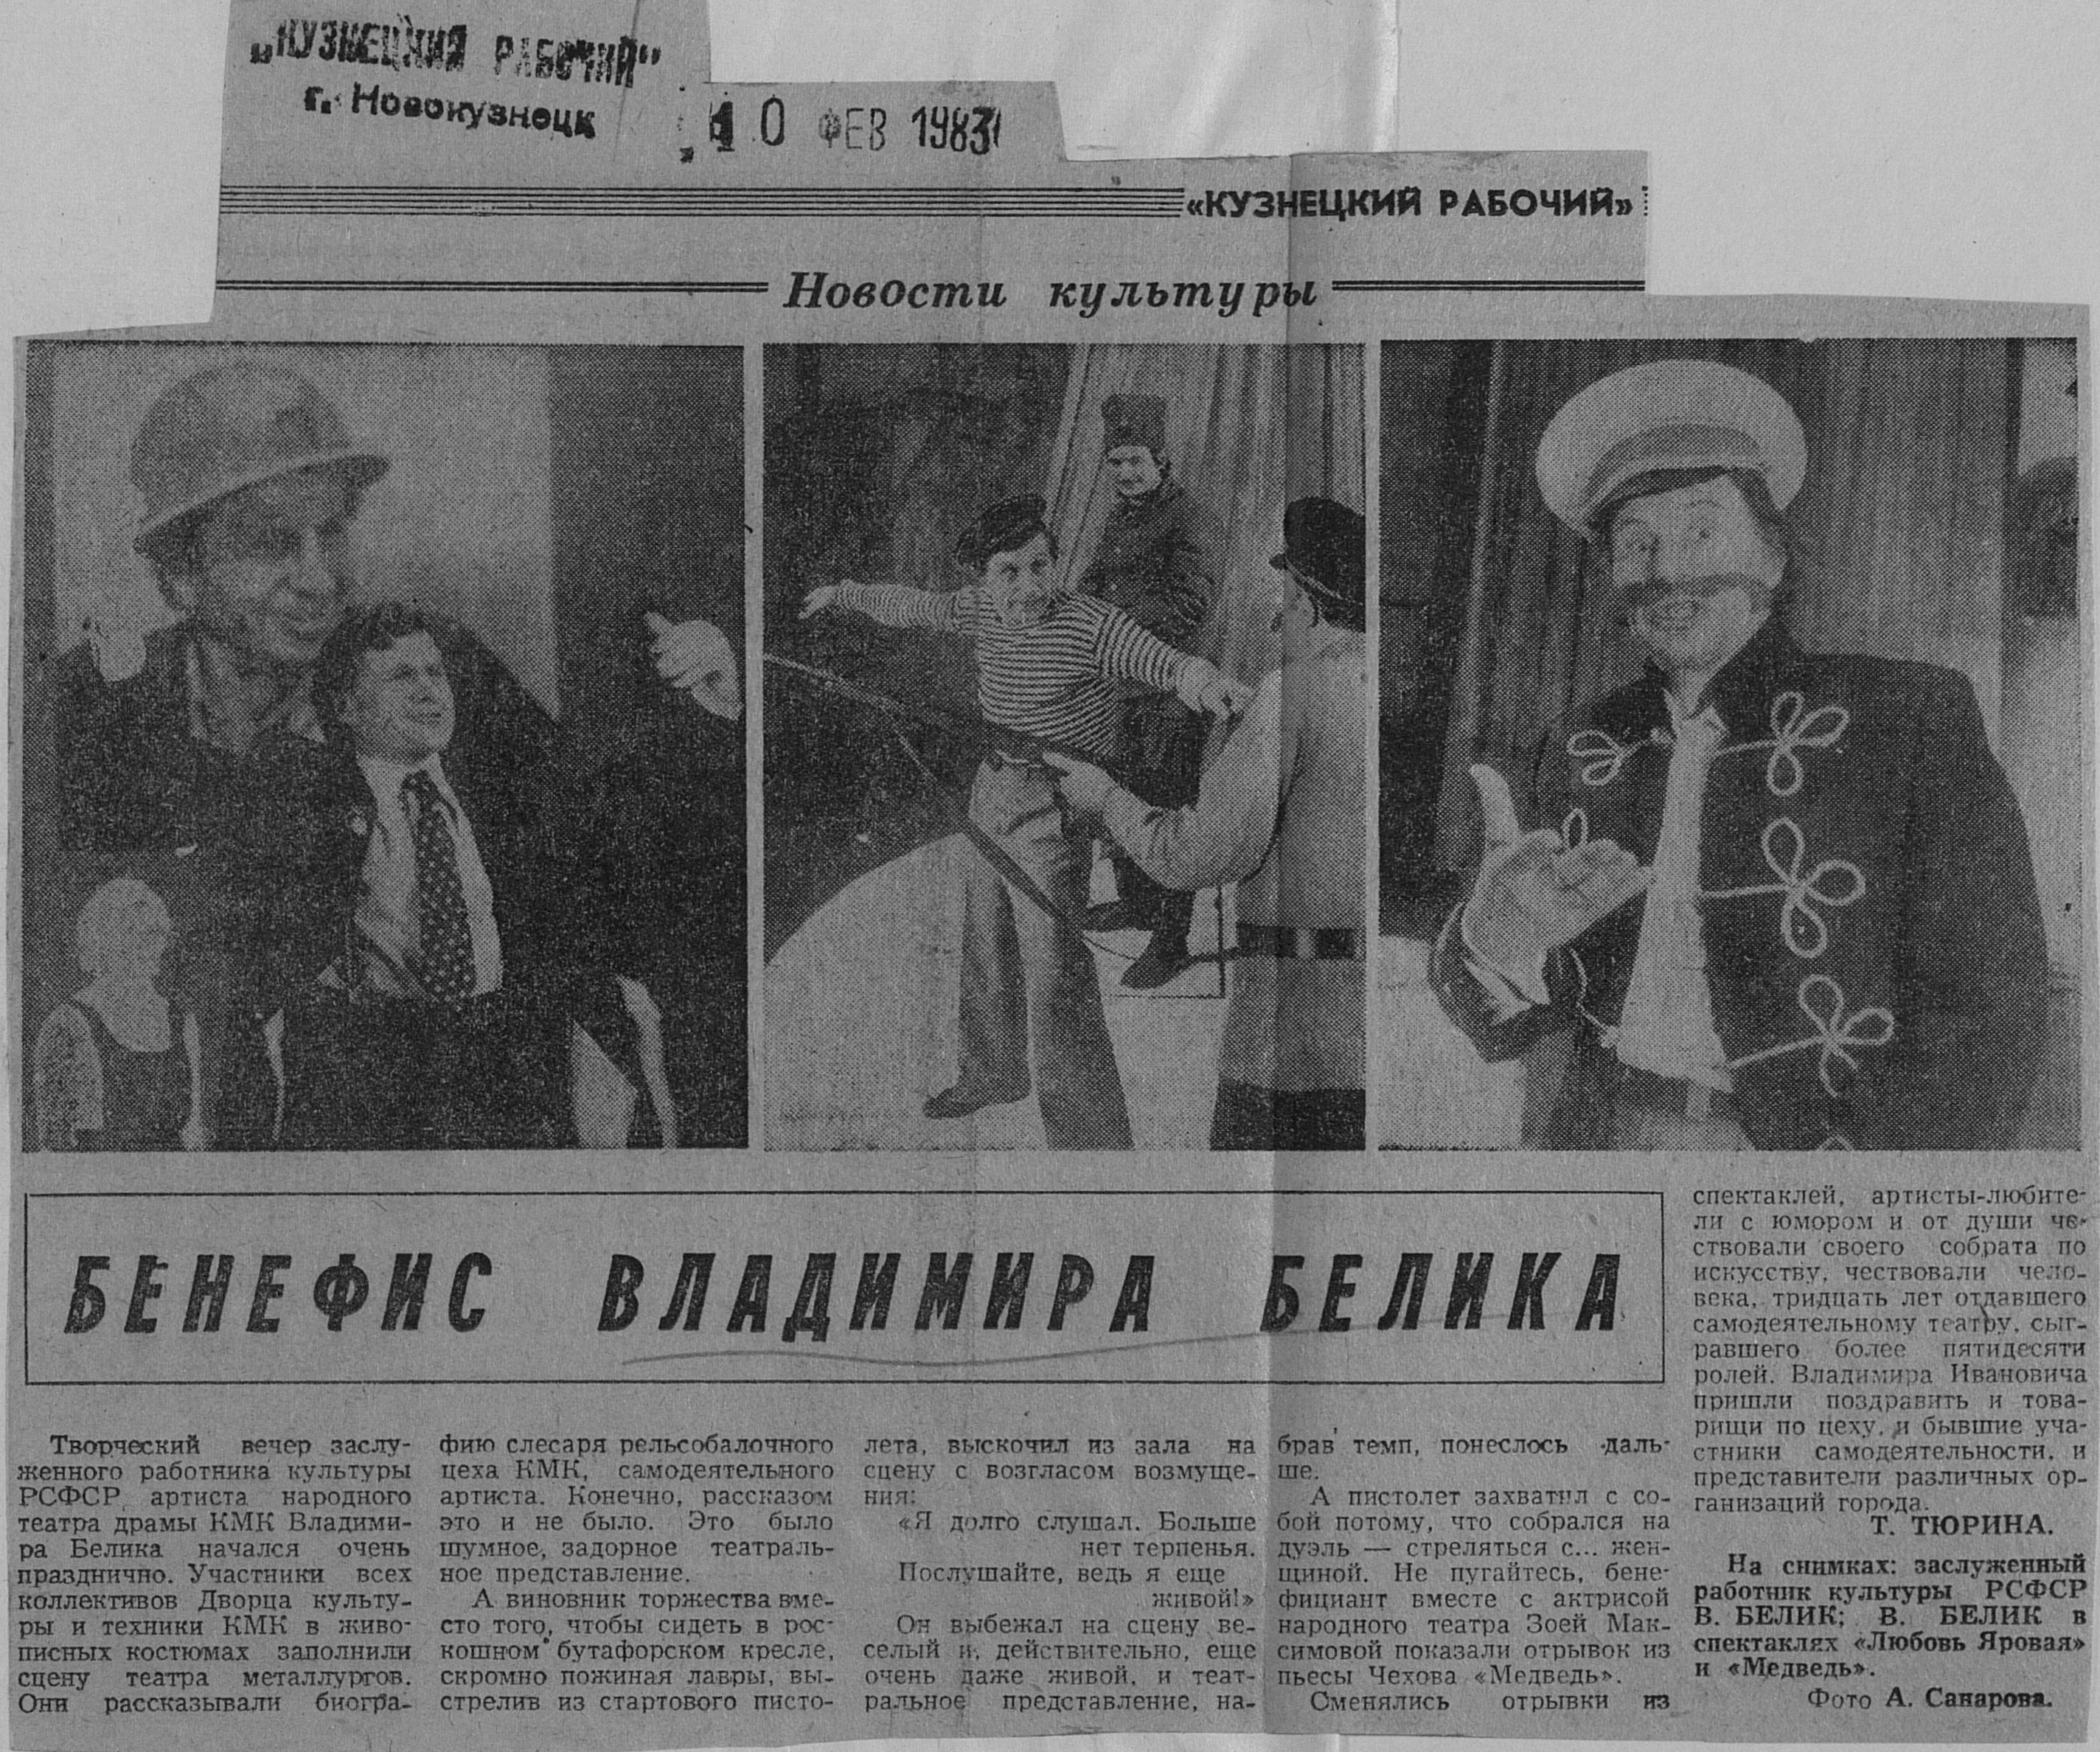 „КУЗНЕЦКИЙ РАБОЧИЙ“
г. Новокузнецк
10 ФЕВ 1983
«КУЗНЕЦКИЙ РАБОЧИЙ»
Новости культуры
БЕНЕФИС ВЛАДИМИРА БЕЛИКА
Творческий вечер заслу-
женного работника культуры
РСФСР, артиста народного
театра драмы КМК Владими-
ра Белика начался очень
празднично. Участники всех
коллективов Дворца культу-
ры и техники КМК в живо-
писных костюмах заполнили
сцену театра металлургов.
Они рассказывали биогра-
фию слесаря рельсобалочного
цеха КМК, самодеятельного
артиста. Конечно, рассказом
это и не было. Это было
шумное, задорное театраль-
ное представление.
А виновник торжества вме-
сто того, чтобы сидеть в рос-
кошном бутафорском кресле,
скромно пожиная лавры, вы-
стрелив из стартового писто-
лета, выскочил из зала на
сцену с возгласом возмуще-
ния:
«Я долго слушал. Больше
нет терпенья.
Послушайте, ведь я еще
живой!»
Он выбежал на сцену ве-
селый и, действительно, еще
очень даже живой, и теат-
ральное представление, на-
брав темп, понеслось даль-
ше.
А пистолет захватил с со-
бой потому, что собрался на
дуэль — стреляться с... жен-
щиной. Не пугайтесь, бене-
фициант вместе с актрисой
народного театра Зоей Мак-
симовой показали отрывок из
пьесы Чехова «Медведь».
Сменялись отрывки из
спектаклей, артисты-любите-
ли с юмором и от души че-
ствовали своего собрата по
искусству, чествовали чело-
века, тридцать лет отдавшего
самодеятельному театру, сыг-
равшего более пятидесяти
ролей. Владимира Ивановича
пришли поздравить и това-
рищи по цеху, и бывшие уча-
стники самодеятельности, и
представители различных ор-
ганизаций города.
Т. ТЮРИНА.
На снимках: заслуженный
работник культуры РСФСР
В. БЕЛИК; В. БЕЛИК в
спектаклях «Любовь Яровая»
и «Медведь».
Фото А. Санарова.